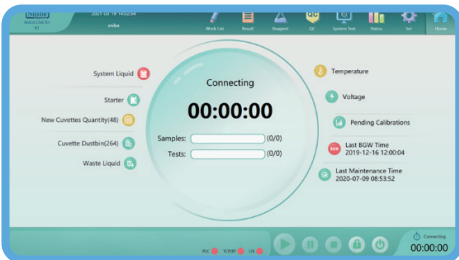 Work List
Result
Reagent
QC
System Test
Status
Set
Home
System Liquid
Starter
New Cuvettes Quantity(48)
Cuvette Dustbin(264)
Waste Liquid
Connecting
00:00:00
Samples: (0/0)
Tests: (0/0)
Temperature
Voltage
Pending Calibrations
Last BGW Time
2019-12-16 12:00:04
Last Maintenance Time
2020-07-09 08:53:52
Connecting
00:00:00